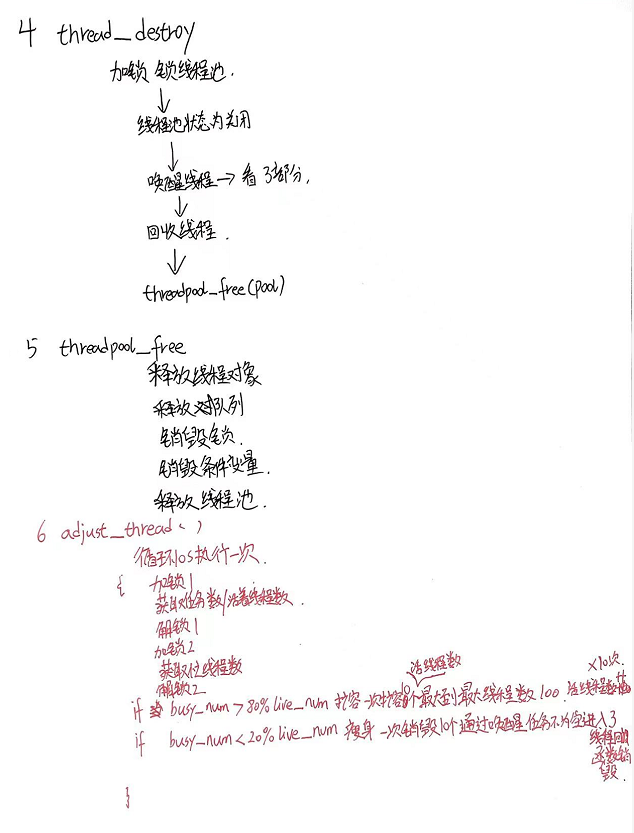 4 thread_destroy
加锁 锁线程池.
线程池状态为关闭
唤醒线程→看3部分.
回收线程.
threadpool_free(pool)
5 threadpool_free
释放线程对象
释放队列
销毁锁.
销毁条件变量.
释放线程池.
6 adjust_thread()
循环10s执行一次.
{ 加锁1
获取任务数/活着线程数.
解锁1
加锁2
获取忙线程数
解锁2
活线程数
×10次.
if busy_num > 80% live_num 扩容 一次扩容10个最大到最大线程数100. 活线程数
if busy_num < 20% live_num 瘦身 一次销毁10个 通过唤醒任务不为空进入3
线程回调
函数销
毁.
}